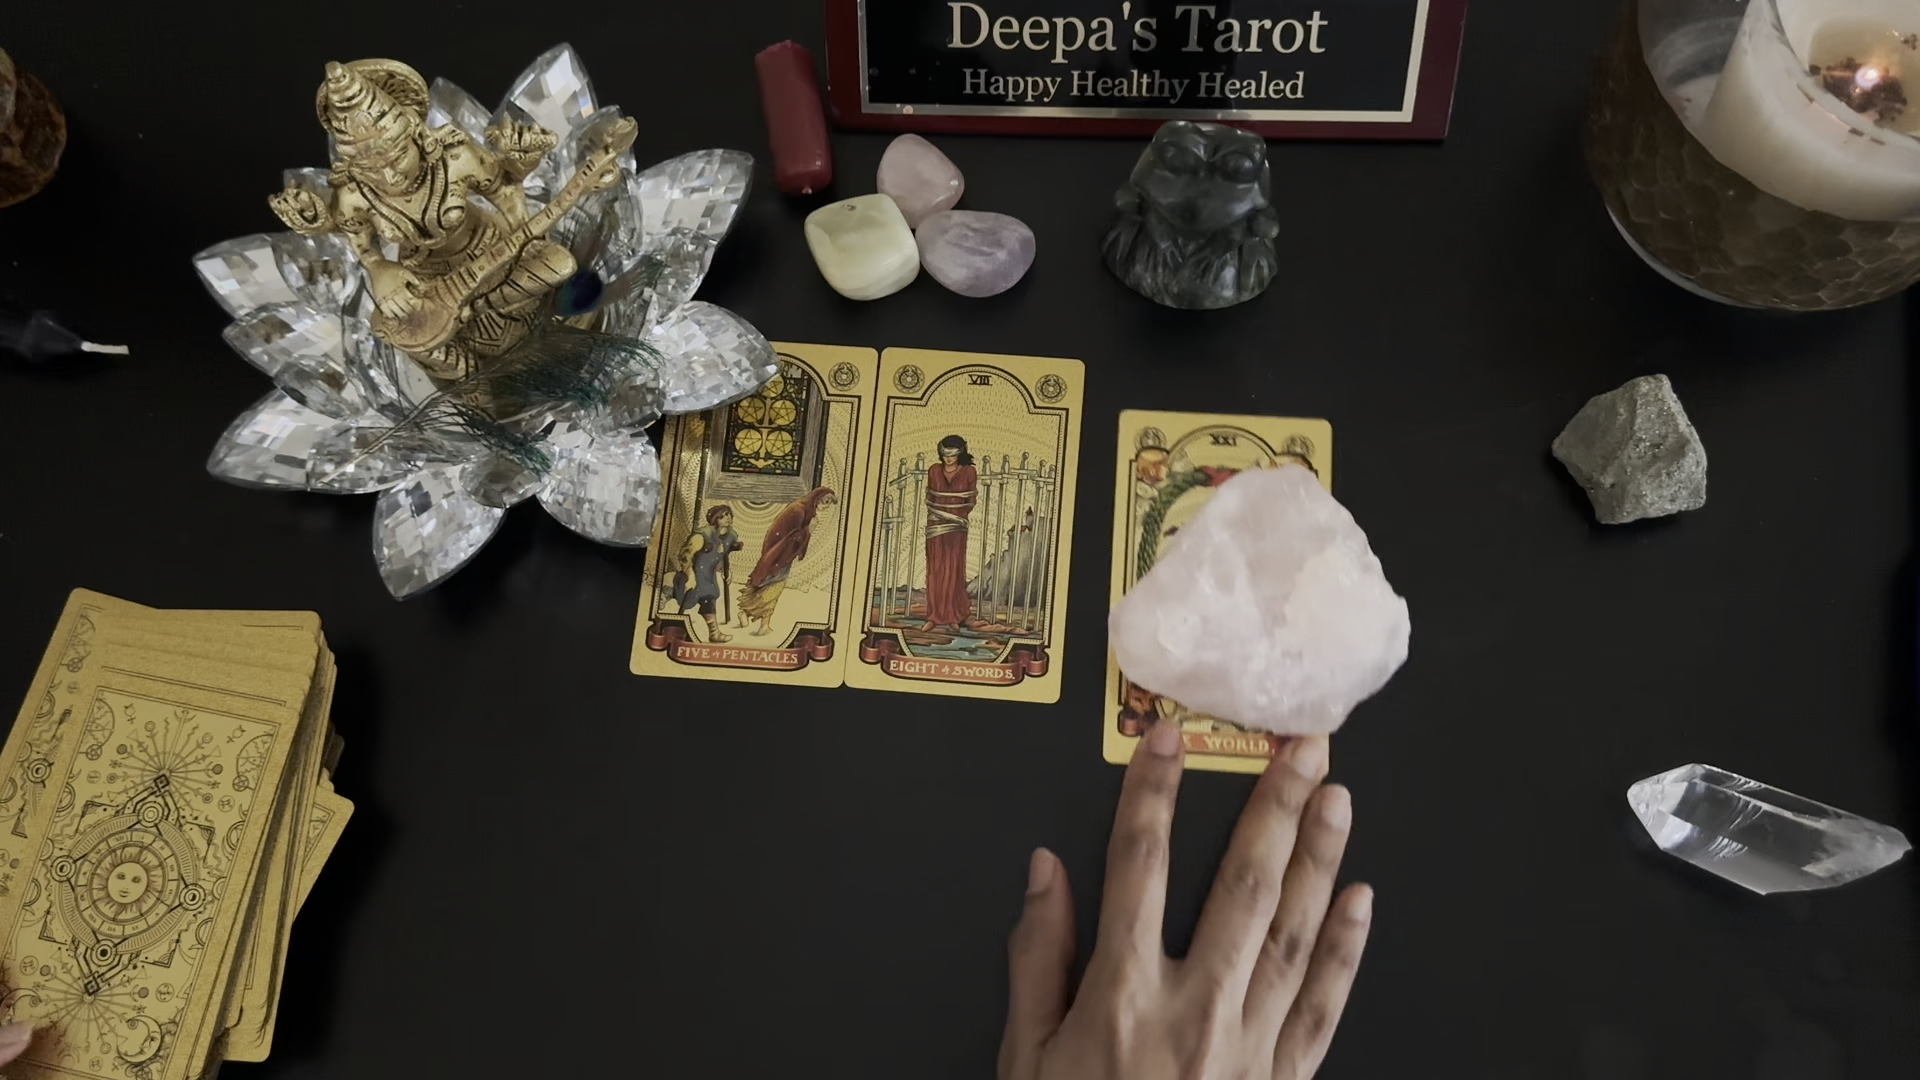 Deepa's Tarot
Happy Healthy Healed
VIII
XXI
FIVE of PENTACLES.
EIGHT of SWORDS.
WORLD.